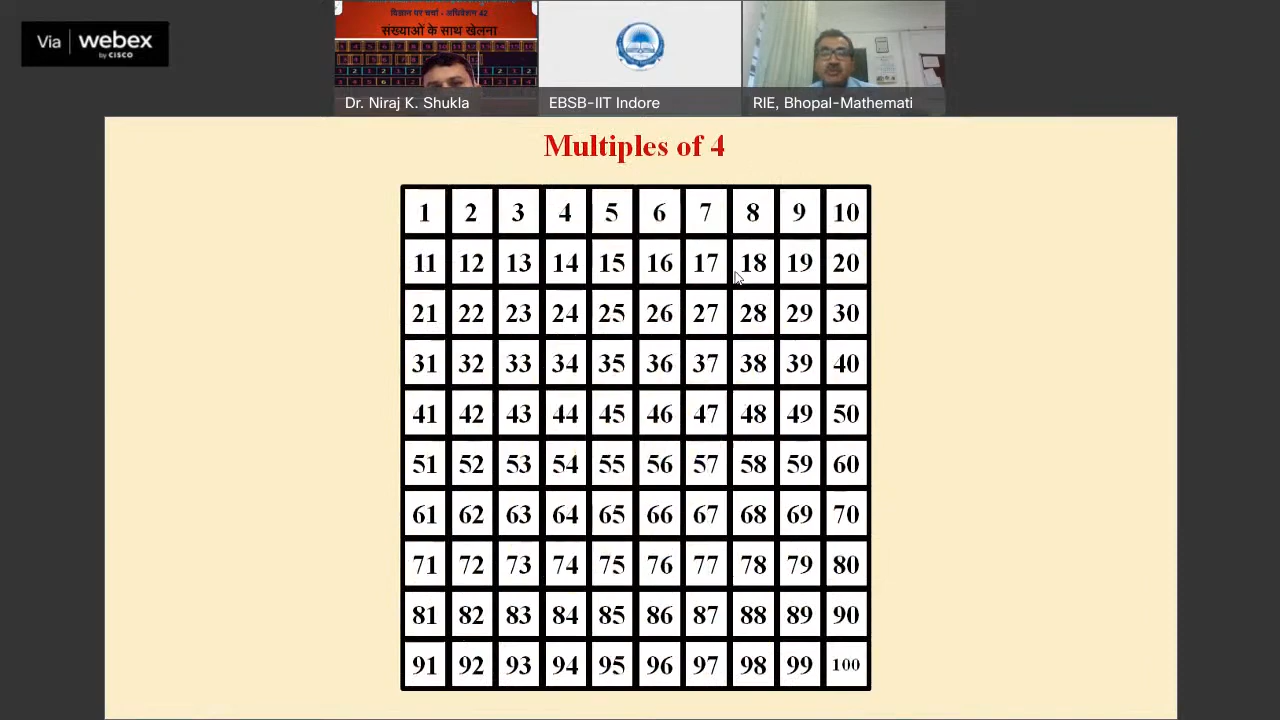 Via webex
by CISCO
विज्ञान पर चर्चा - अधिवेशन 42
संख्याओं के साथ खेलना
Dr. Niraj K. Shukla
EBSB-IIT Indore
RIE, Bhopal-Mathemati
Multiples of 4
1 2 3 4 5 6 7 8 9 10
11 12 13 14 15 16 17 18 19 20
21 22 23 24 25 26 27 28 29 30
31 32 33 34 35 36 37 38 39 40
41 42 43 44 45 46 47 48 49 50
51 52 53 54 55 56 57 58 59 60
61 62 63 64 65 66 67 68 69 70
71 72 73 74 75 76 77 78 79 80
81 82 83 84 85 86 87 88 89 90
91 92 93 94 95 96 97 98 99 100